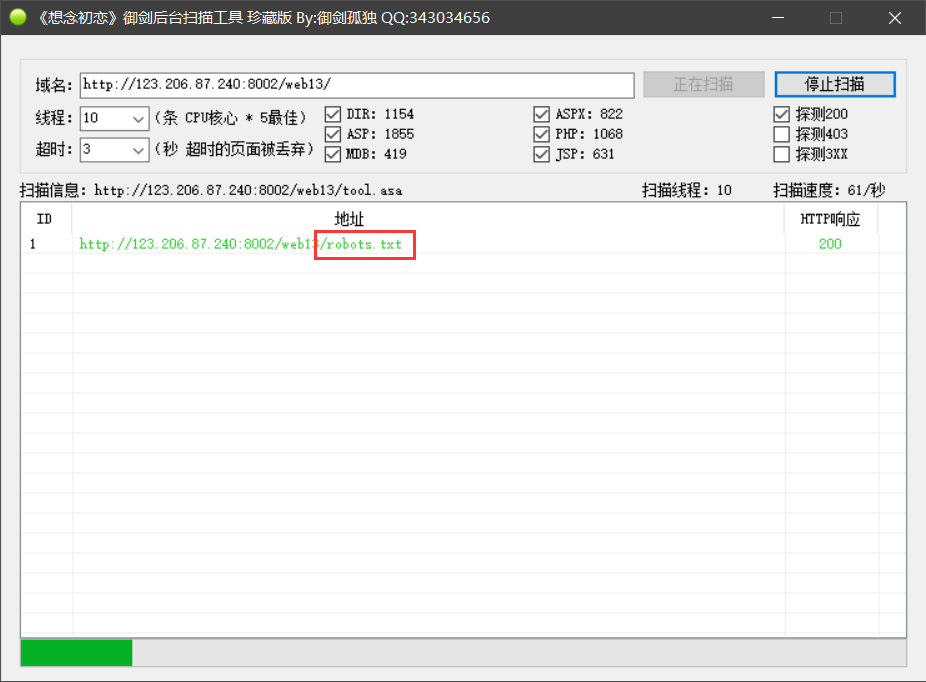 《想念初恋》御剑后台扫描工具 珍藏版 By:御剑孤独 QQ:343034656
域名: http://123.206.87.240:8002/web13/ 正在扫描 停止扫描
线程: 10 (条 CPU核心 * 5最佳) DIR: 1154 ASPX: 822 探测200
ASP: 1855 PHP: 1068 探测403
超时: 3 (秒 超时的页面被丢弃) MDB: 419 JSP: 631 探测3XX
扫描信息: http://123.206.87.240:8002/web13/tool.asa 扫描线程: 10 扫描速度: 61/秒
ID 地址 HTTP响应
1 http://123.206.87.240:8002/web13/robots.txt 200